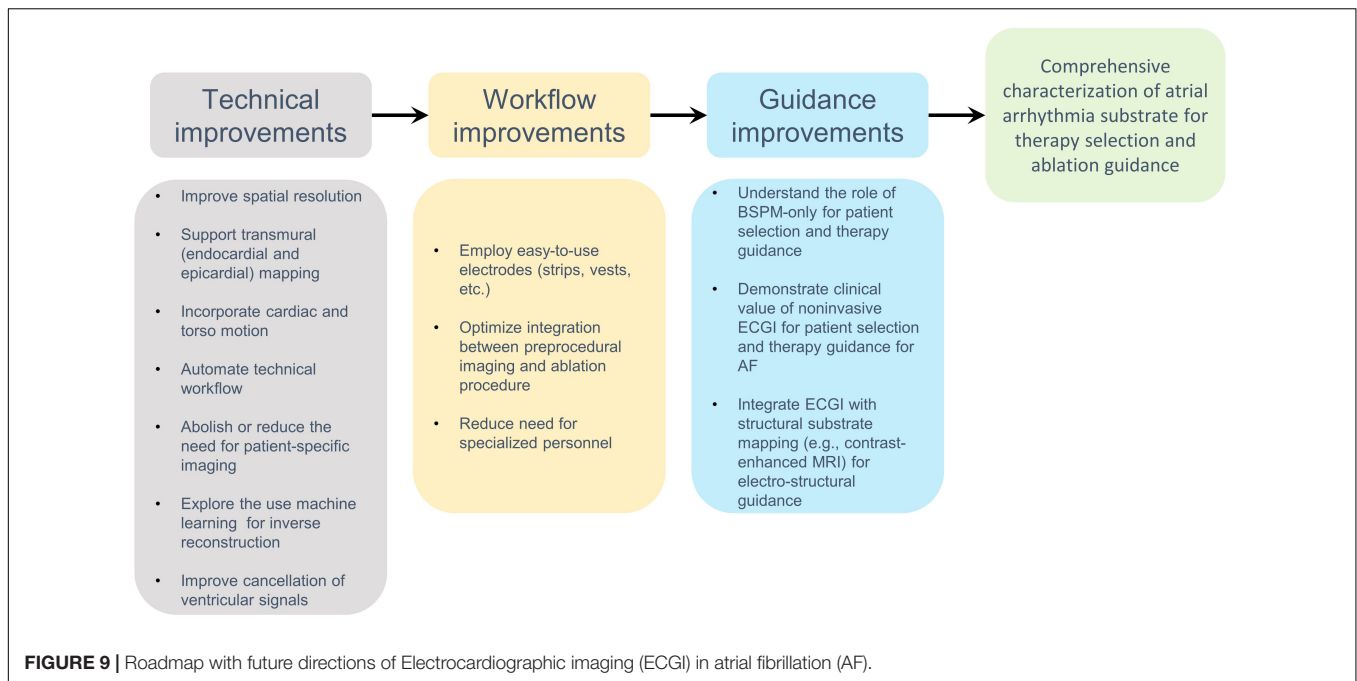 Technical
improvements
Workflow
improvements
Guidance
improvements
Comprehensive
characterization of atrial
arrhythmia substrate for
therapy selection and
ablation guidance
• Improve spatial resolution
• Support transmural
(endocardial and
epicardial) mapping
• Incorporate cardiac and
torso motion
• Automate technical
workflow
• Abolish or reduce the
need for patient-specific
imaging
• Explore the use machine
learning for inverse
reconstruction
• Improve cancellation of
ventricular signals
• Employ easy-to-use
electrodes (strips, vests,
etc.)
• Optimize integration
between preprocedural
imaging and ablation
procedure
• Reduce need for
specialized personnel
• Understand the role of
BSPM-only for patient
selection and therapy
guidance
• Demonstrate clinical
value of noninvasive
ECGI for patient selection
and therapy guidance for
AF
• Integrate ECGI with
structural substrate
mapping (e.g., contrast-
enhanced MRI) for
electro-structural
guidance
FIGURE 9 | Roadmap with future directions of Electrocardiographic imaging (ECGI) in atrial fibrillation (AF).